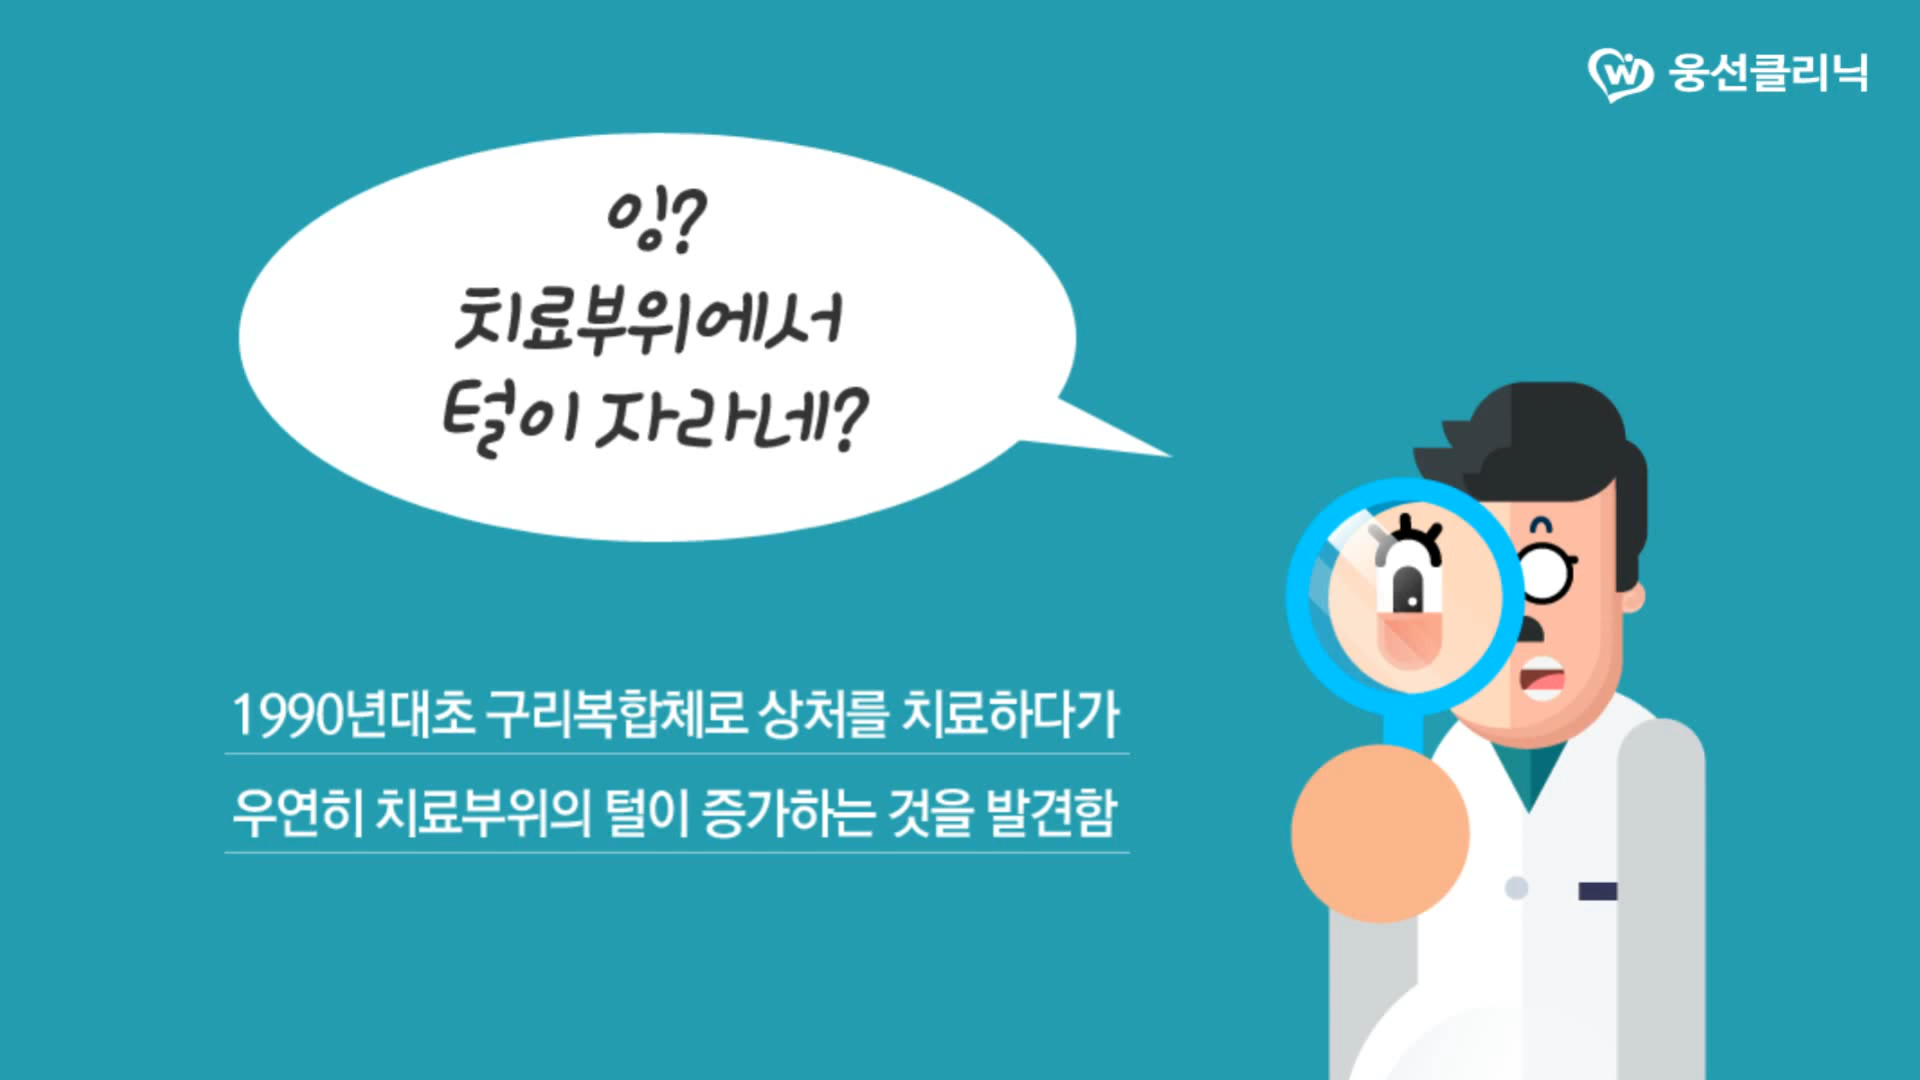 웅선클리닉
잉?
치료부위에서
털이 자라네?
1990년대초 구리복합체로 상처를 치료하다가
우연히 치료부위의 털이 증가하는 것을 발견함